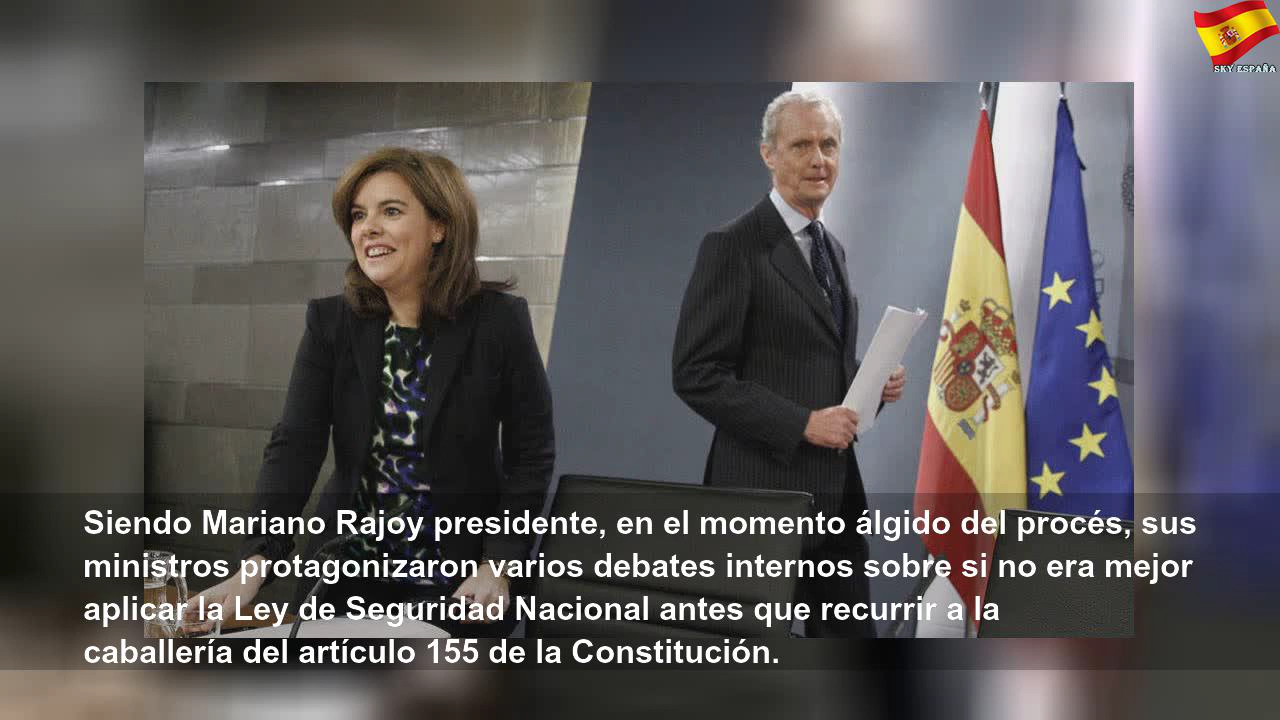 SKY ESPAÑA
Siendo Mariano Rajoy presidente, en el momento álgido del procés, sus
ministros protagonizaron varios debates internos sobre si no era mejor
aplicar la Ley de Seguridad Nacional antes que recurrir a la
caballería del artículo 155 de la Constitución.